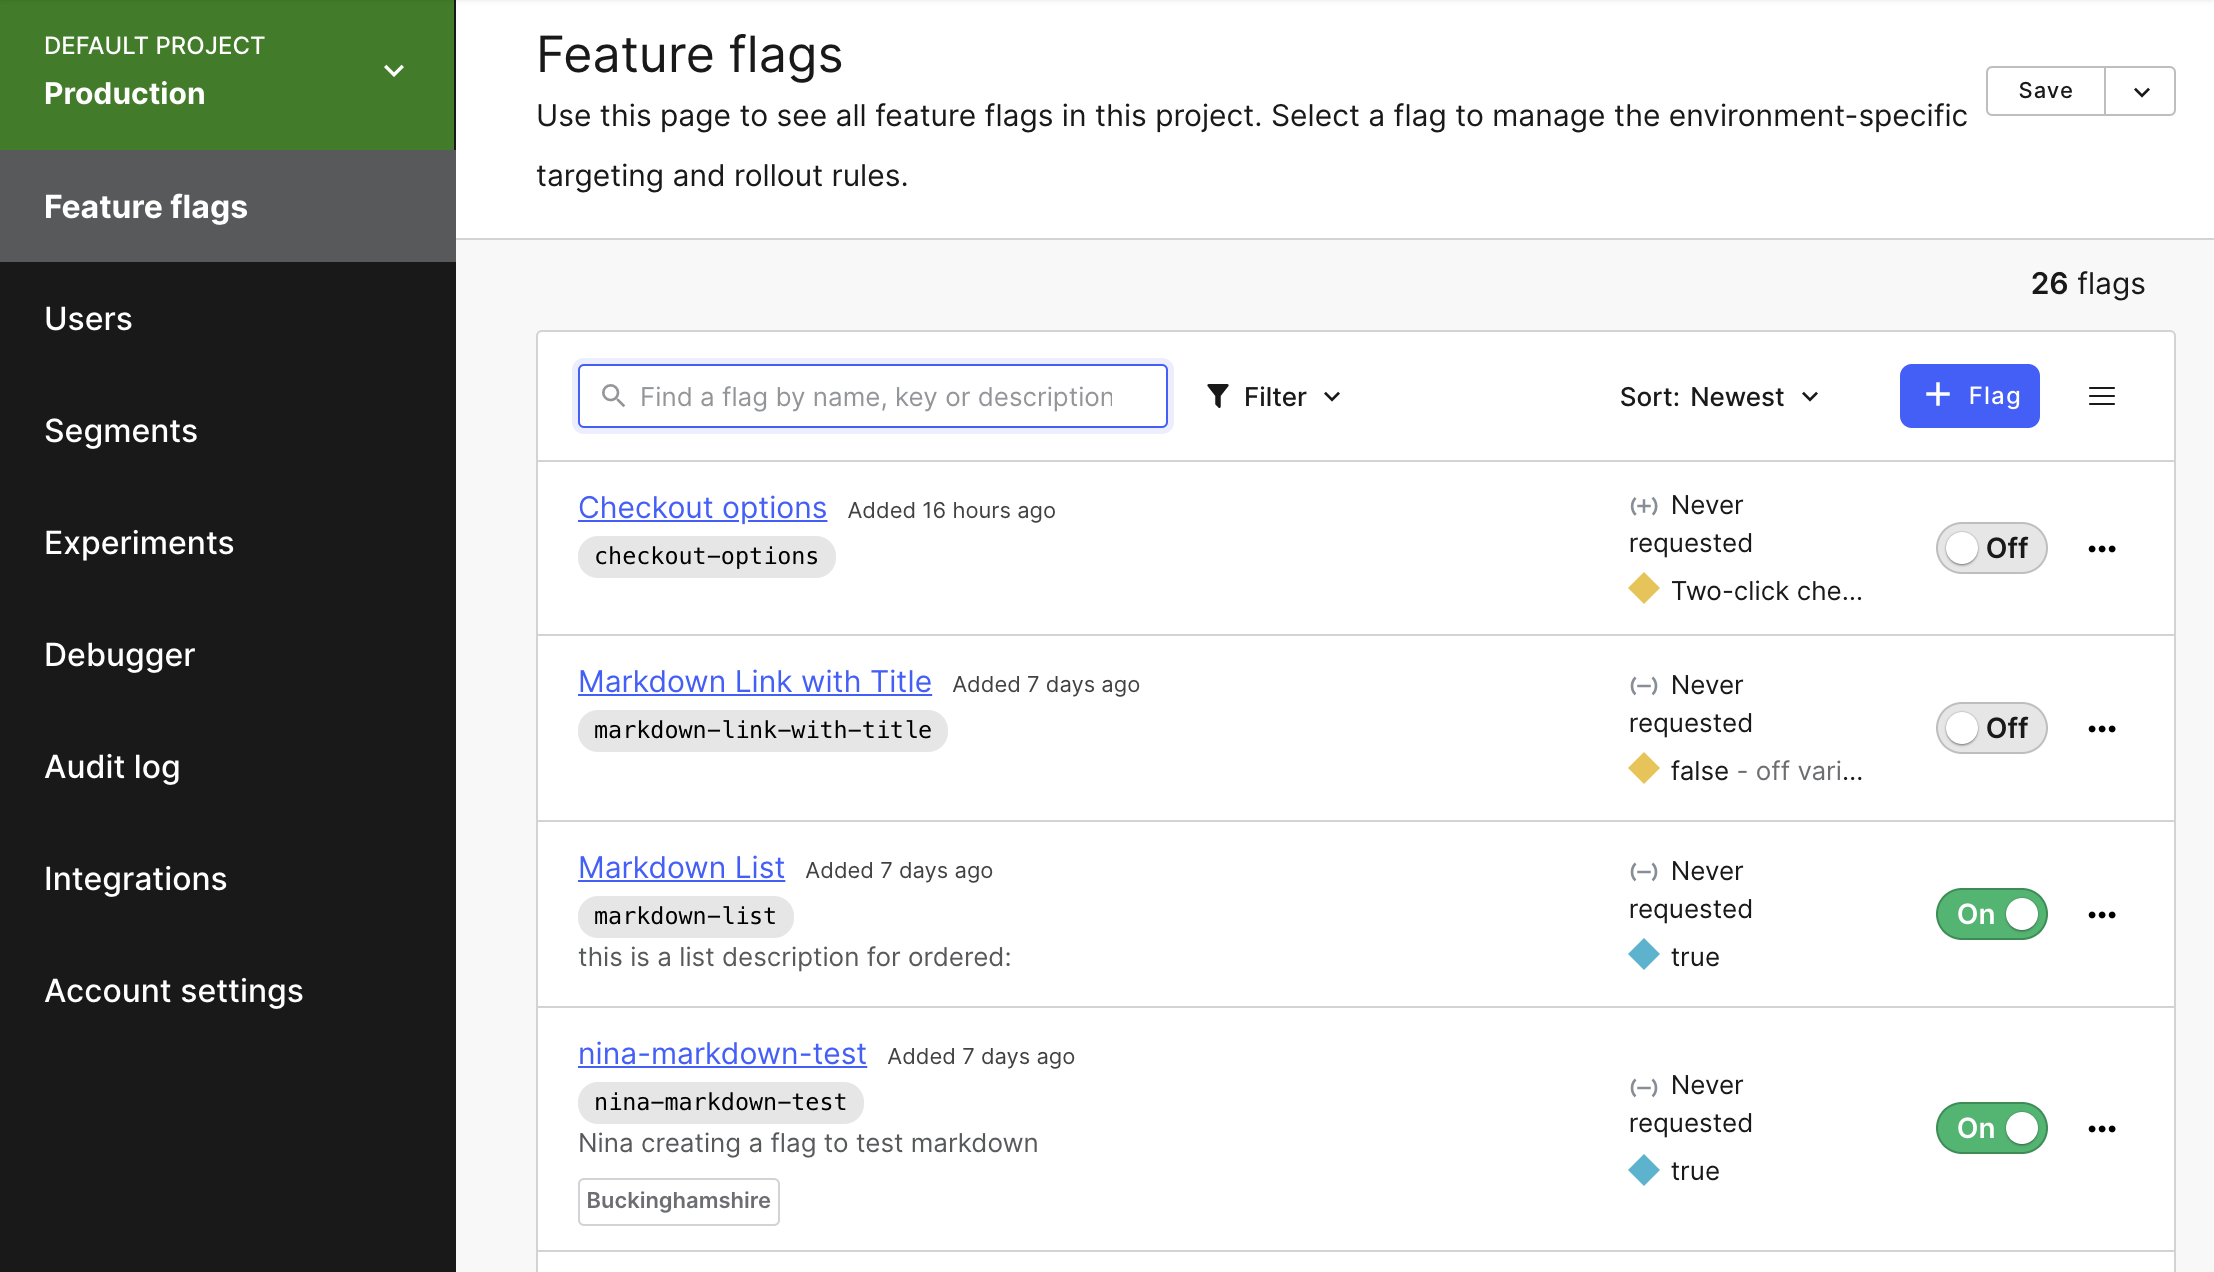 DEFAULT PROJECT
Production
Feature flags
Users
Segments
Experiments
Debugger
Audit log
Integrations
Account settings
Feature flags
Use this page to see all feature flags in this project. Select a flag to manage the environment-specific
targeting and rollout rules.
Save
26 flags
Find a flag by name, key or description
Filter
Sort: Newest
+ Flag
Checkout options Added 16 hours ago
checkout-options
(+) Never
requested
Two-click che...
Off
Markdown Link with Title Added 7 days ago
markdown-link-with-title
(–) Never
requested
false - off vari...
Off
Markdown List Added 7 days ago
markdown-list
this is a list description for ordered:
(–) Never
requested
true
On
nina-markdown-test Added 7 days ago
nina-markdown-test
Nina creating a flag to test markdown
Buckinghamshire
(–) Never
requested
true
On